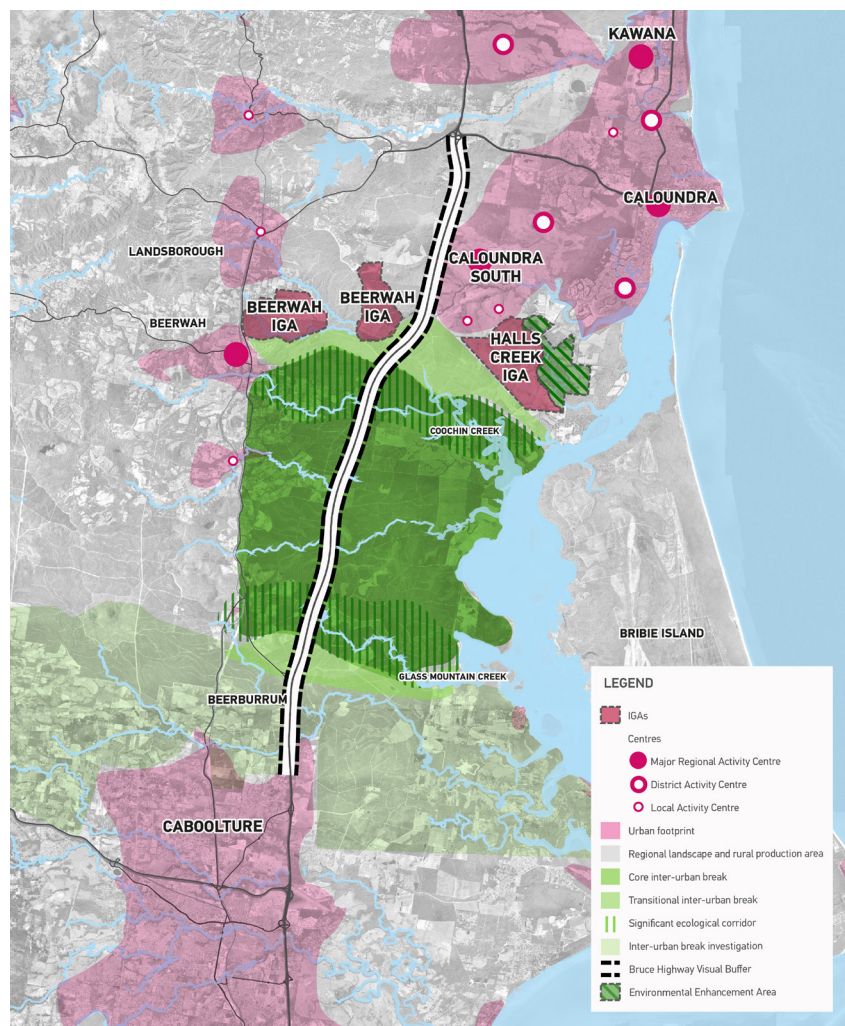 KAWANA
CALOUNDRA
LANDSBOROUGH
CALOUNDRA
SOUTH
BEERWAH
IGA
BEERWAH
IGA
BEERWAH
HALLS
CREEK
IGA
COOCHIN CREEK
BRIBIE ISLAND
GLASS MOUNTAIN CREEK
BEERBURRUM
CABOOLTURE
LEGEND
IGAs
Centres
Major Regional Activity Centre
District Activity Centre
Local Activity Centre
Urban footprint
Regional landscape and rural production area
Core inter-urban break
Transitional inter-urban break
Significant ecological corridor
Inter-urban break investigation
Bruce Highway Visual Buffer
Environmental Enhancement Area